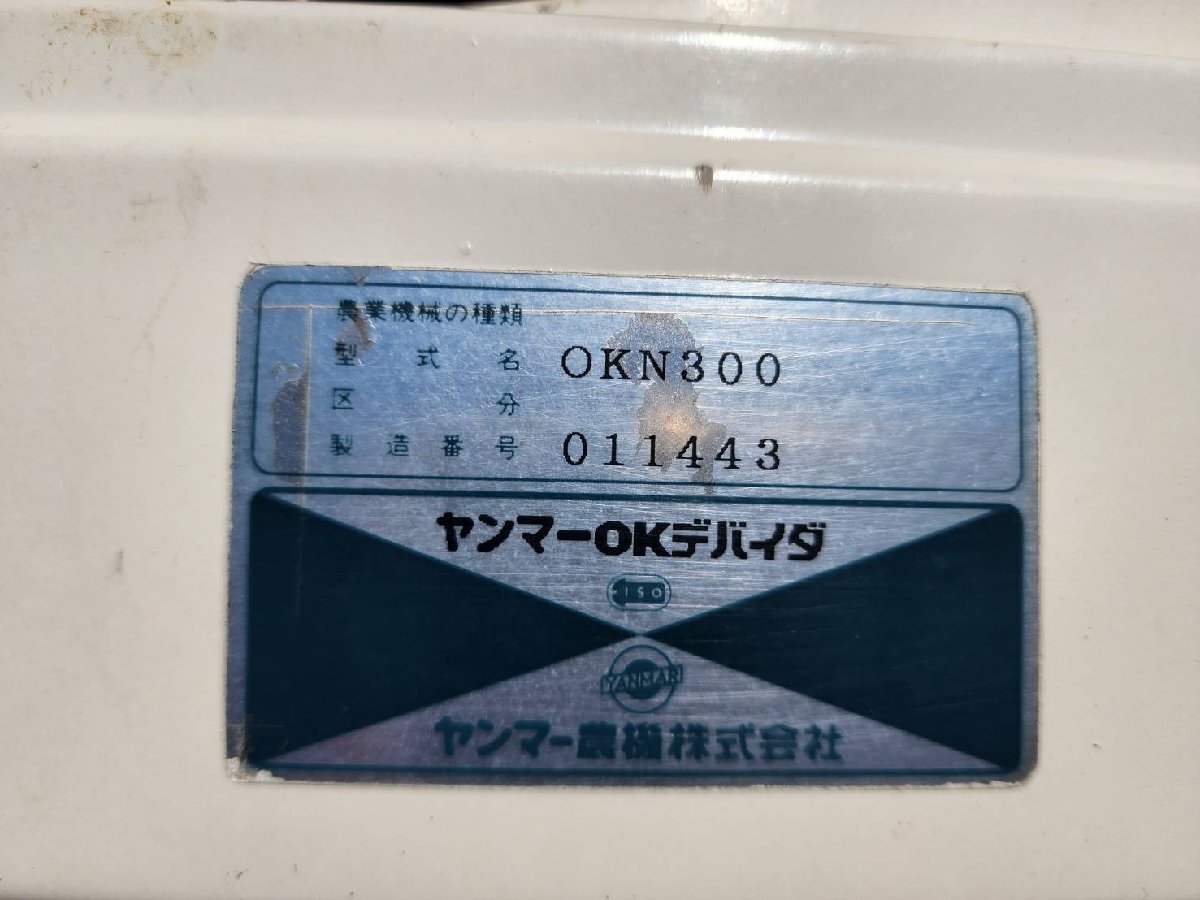 農業機械の種類
型式名 OKN300
区分
製造番号 011443
ヤンマーOKデバイダ
ISO
YANMAR
ヤンマー農機株式会社